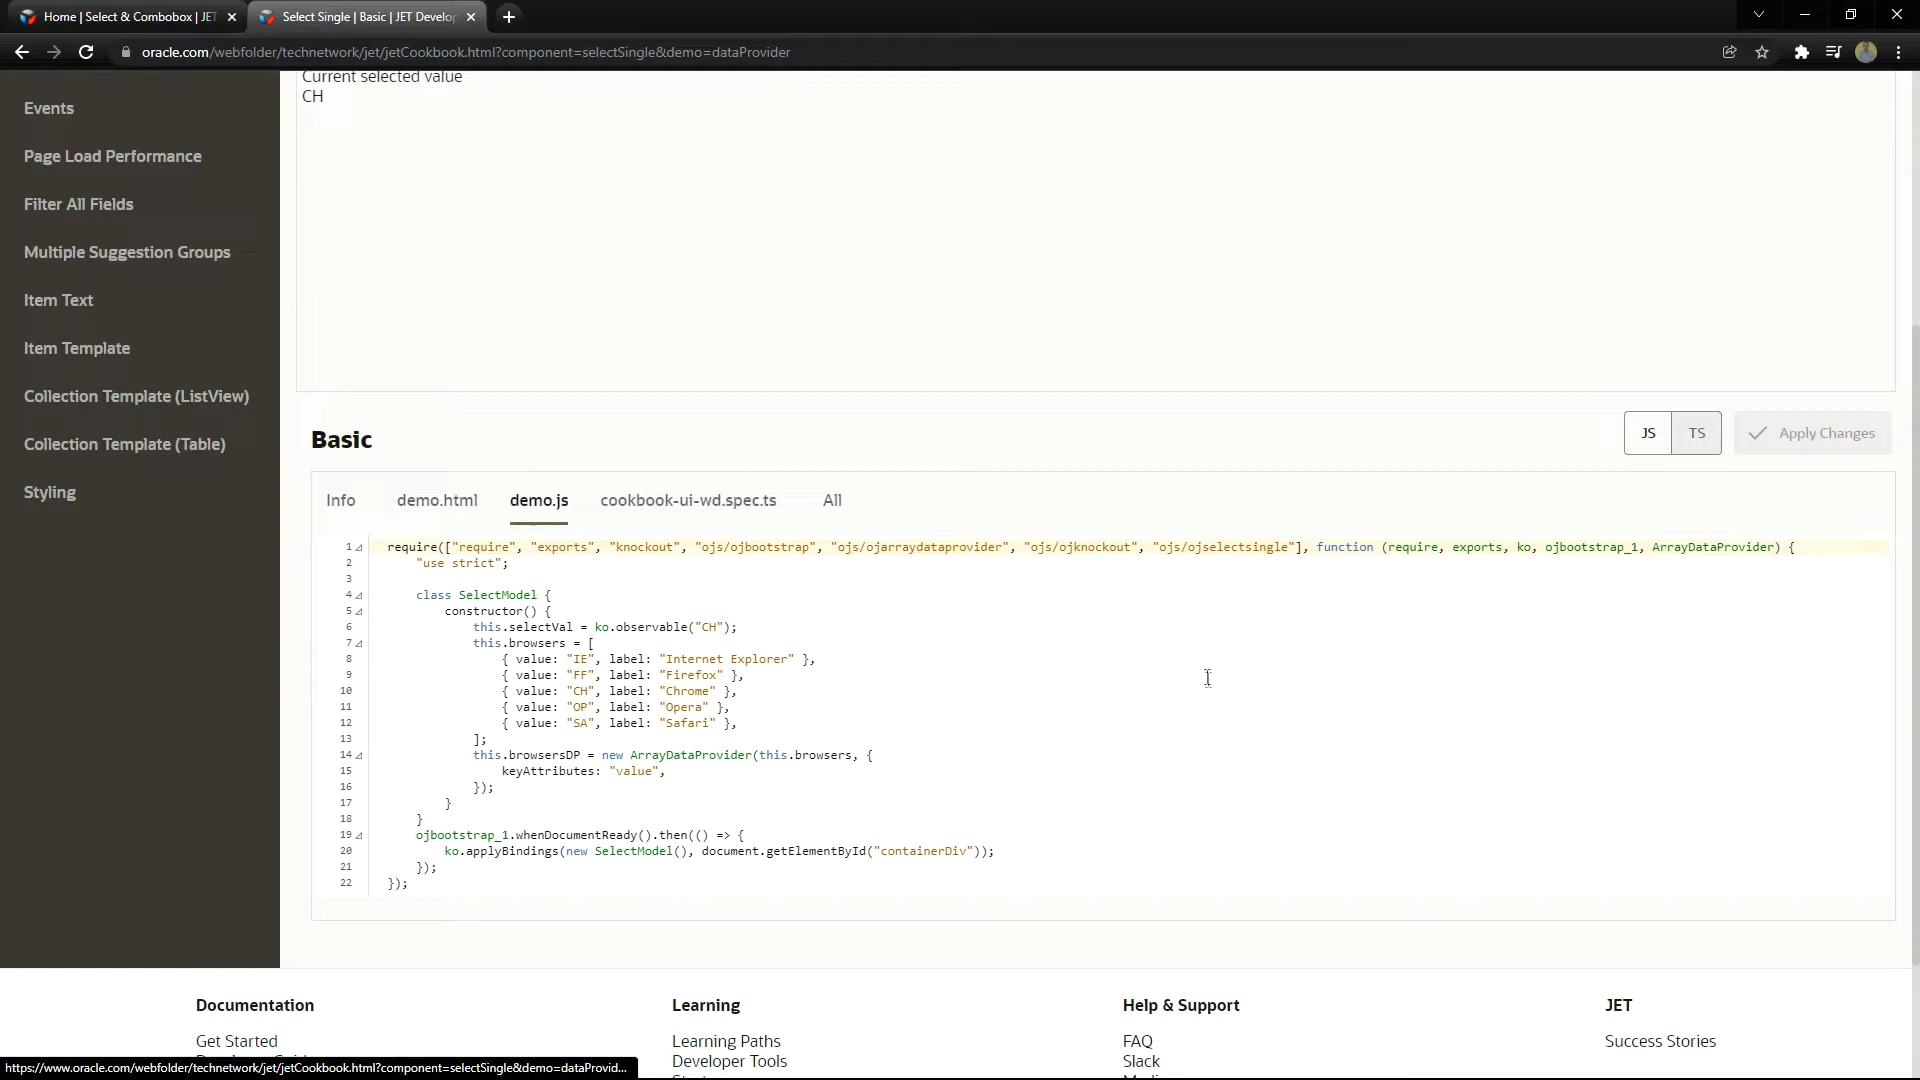 Home | Select & Combobox | JET
Select Single | Basic | JET Develop
oracle.com/webfolder/technetwork/jet/jetCookbook.html?component=selectSingle&demo=dataProvider
Current selected value
CH
Events
Page Load Performance
Filter All Fields
Multiple Suggestion Groups
Item Text
Item Template
Collection Template (ListView)
Collection Template (Table)
Styling
Basic
JS TS Apply Changes
Info demo.html demo.js cookbook-ui-wd.spec.ts All
1 require(["require", "exports", "knockout", "ojs/ojbootstrap", "ojs/ojarraydataprovider", "ojs/ojknockout", "ojs/ojselectsingle"], function (require, exports, ko, ojbootstrap_1, ArrayDataProvider) {
2 "use strict";
3
4 class SelectModel {
5 constructor() {
6 this.selectVal = ko.observable("CH");
7 this.browsers = [
8 { value: "IE", label: "Internet Explorer" },
9 { value: "FF", label: "Firefox" },
10 { value: "CH", label: "Chrome" },
11 { value: "OP", label: "Opera" },
12 { value: "SA", label: "Safari" },
13 ];
14 this.browsersDP = new ArrayDataProvider(this.browsers, {
15 keyAttributes: "value",
16 });
17 }
18 }
19 ojbootstrap_1.whenDocumentReady().then(() => {
20 ko.applyBindings(new SelectModel(), document.getElementById("containerDiv"));
21 });
22 });
Documentation Learning Help & Support JET
Get Started Learning Paths FAQ Success Stories
Developer Tools Slack
https://www.oracle.com/webfolder/technetwork/jet/jetCookbook.html?component=selectSingle&demo=dataProvid...